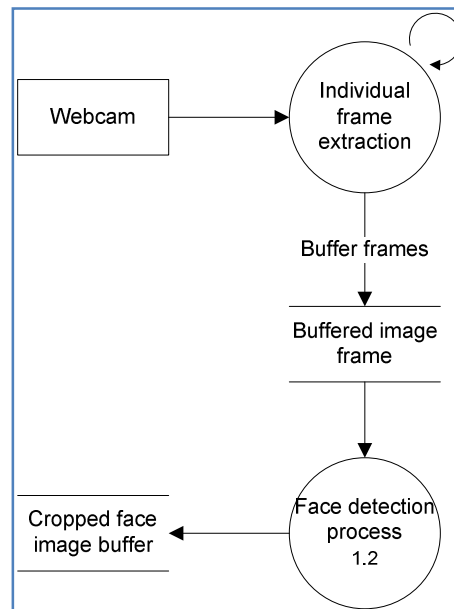 Webcam
Individual
frame
extraction
Buffer frames
Buffered image
frame
Face detection
process
1.2
Cropped face
image buffer